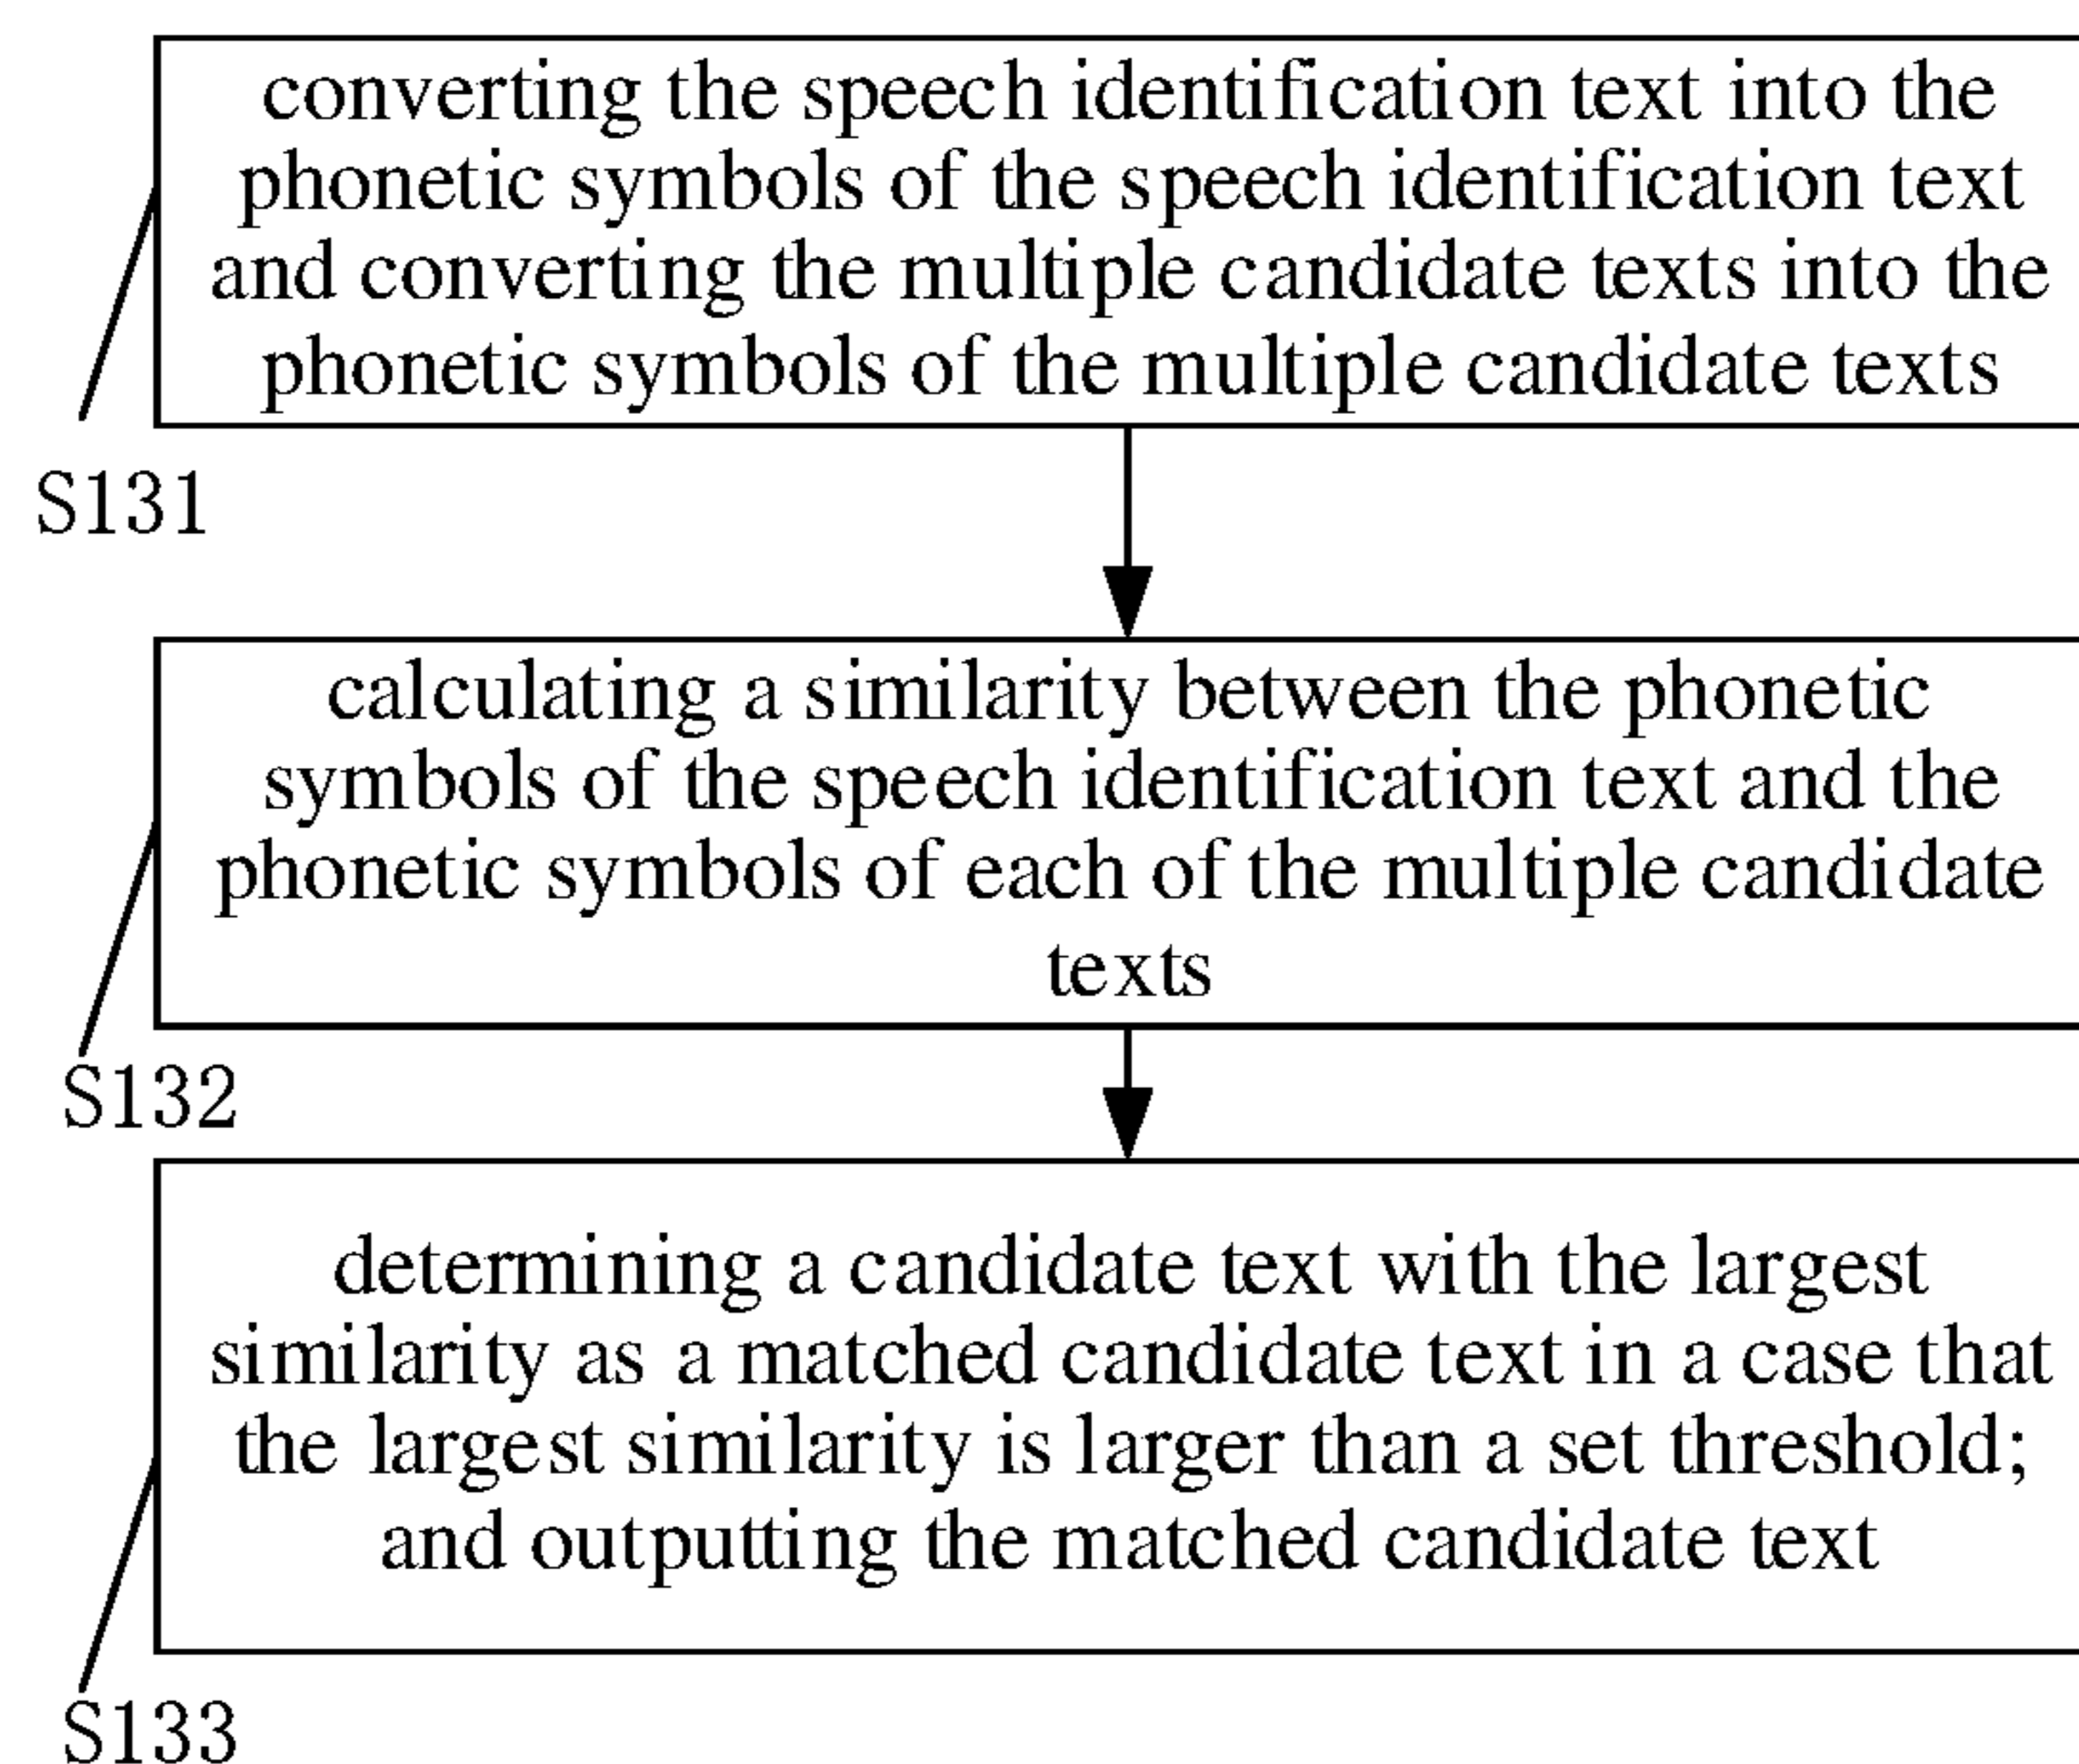 converting the speech identification text into the
phonetic symbols of the speech identification text
and converting the multiple candidate texts into the
phonetic symbols of the multiple candidate texts
S131
calculating a similarity between the phonetic
symbols of the speech identification text and the
phonetic symbols of each of the multiple candidate
texts
S132
determining a candidate text with the largest
similarity as a matched candidate text in a case that
the largest similarity is larger than a set threshold;
and outputting the matched candidate text
S133